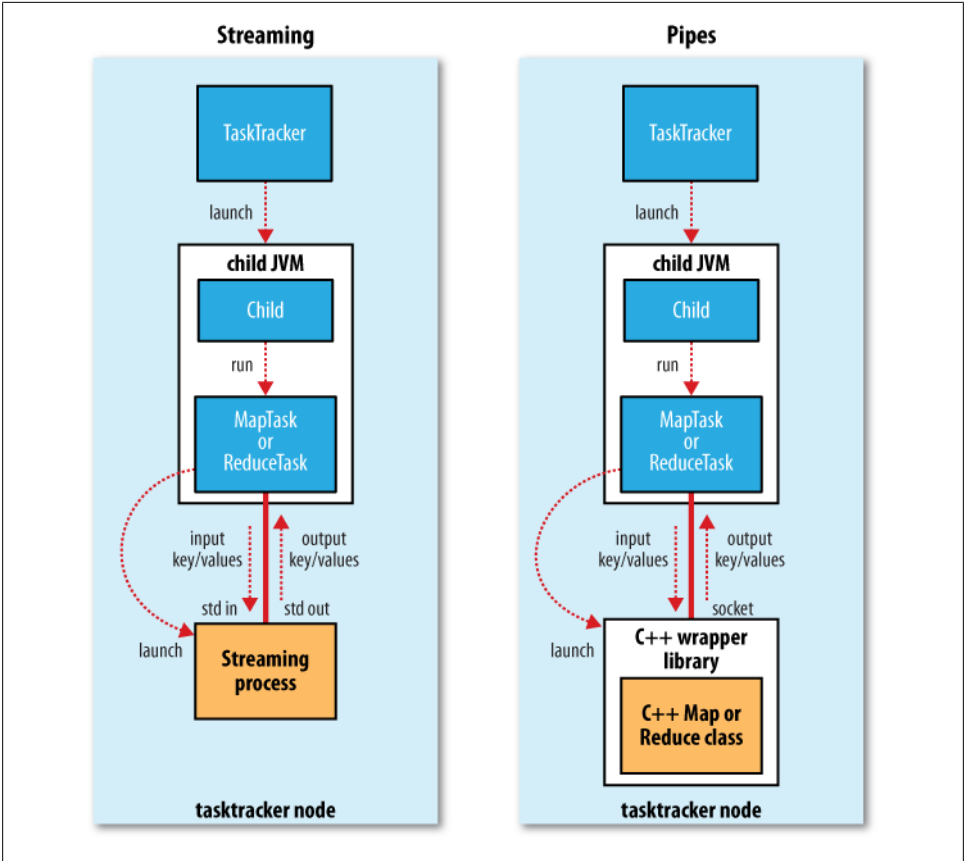 Streaming
TaskTracker
launch
child JVM
Child
run
MapTask
or
ReduceTask
input
key/values
output
key/values
std in
std out
launch
Streaming
process
tasktracker node
Pipes
TaskTracker
launch
child JVM
Child
run
MapTask
or
ReduceTask
input
key/values
output
key/values
socket
launch
C++ wrapper
library
C++ Map or
Reduce class
tasktracker node